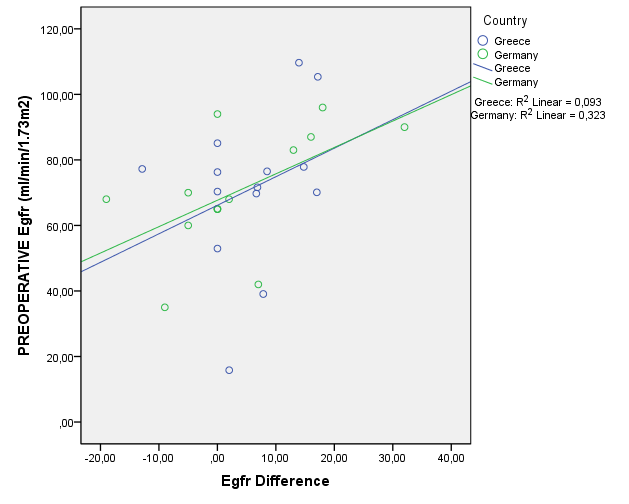 Country
Greece
Germany
Greece
Germany
Greece: R2 Linear = 0,093
Germany: R2 Linear = 0,323
PREOPERATIVE Egfr (ml/min/1.73m2)
120,00
100,00
80,00
60,00
40,00
20,00
,00
-20,00 -10,00 ,00 10,00 20,00 30,00 40,00
Egfr Difference